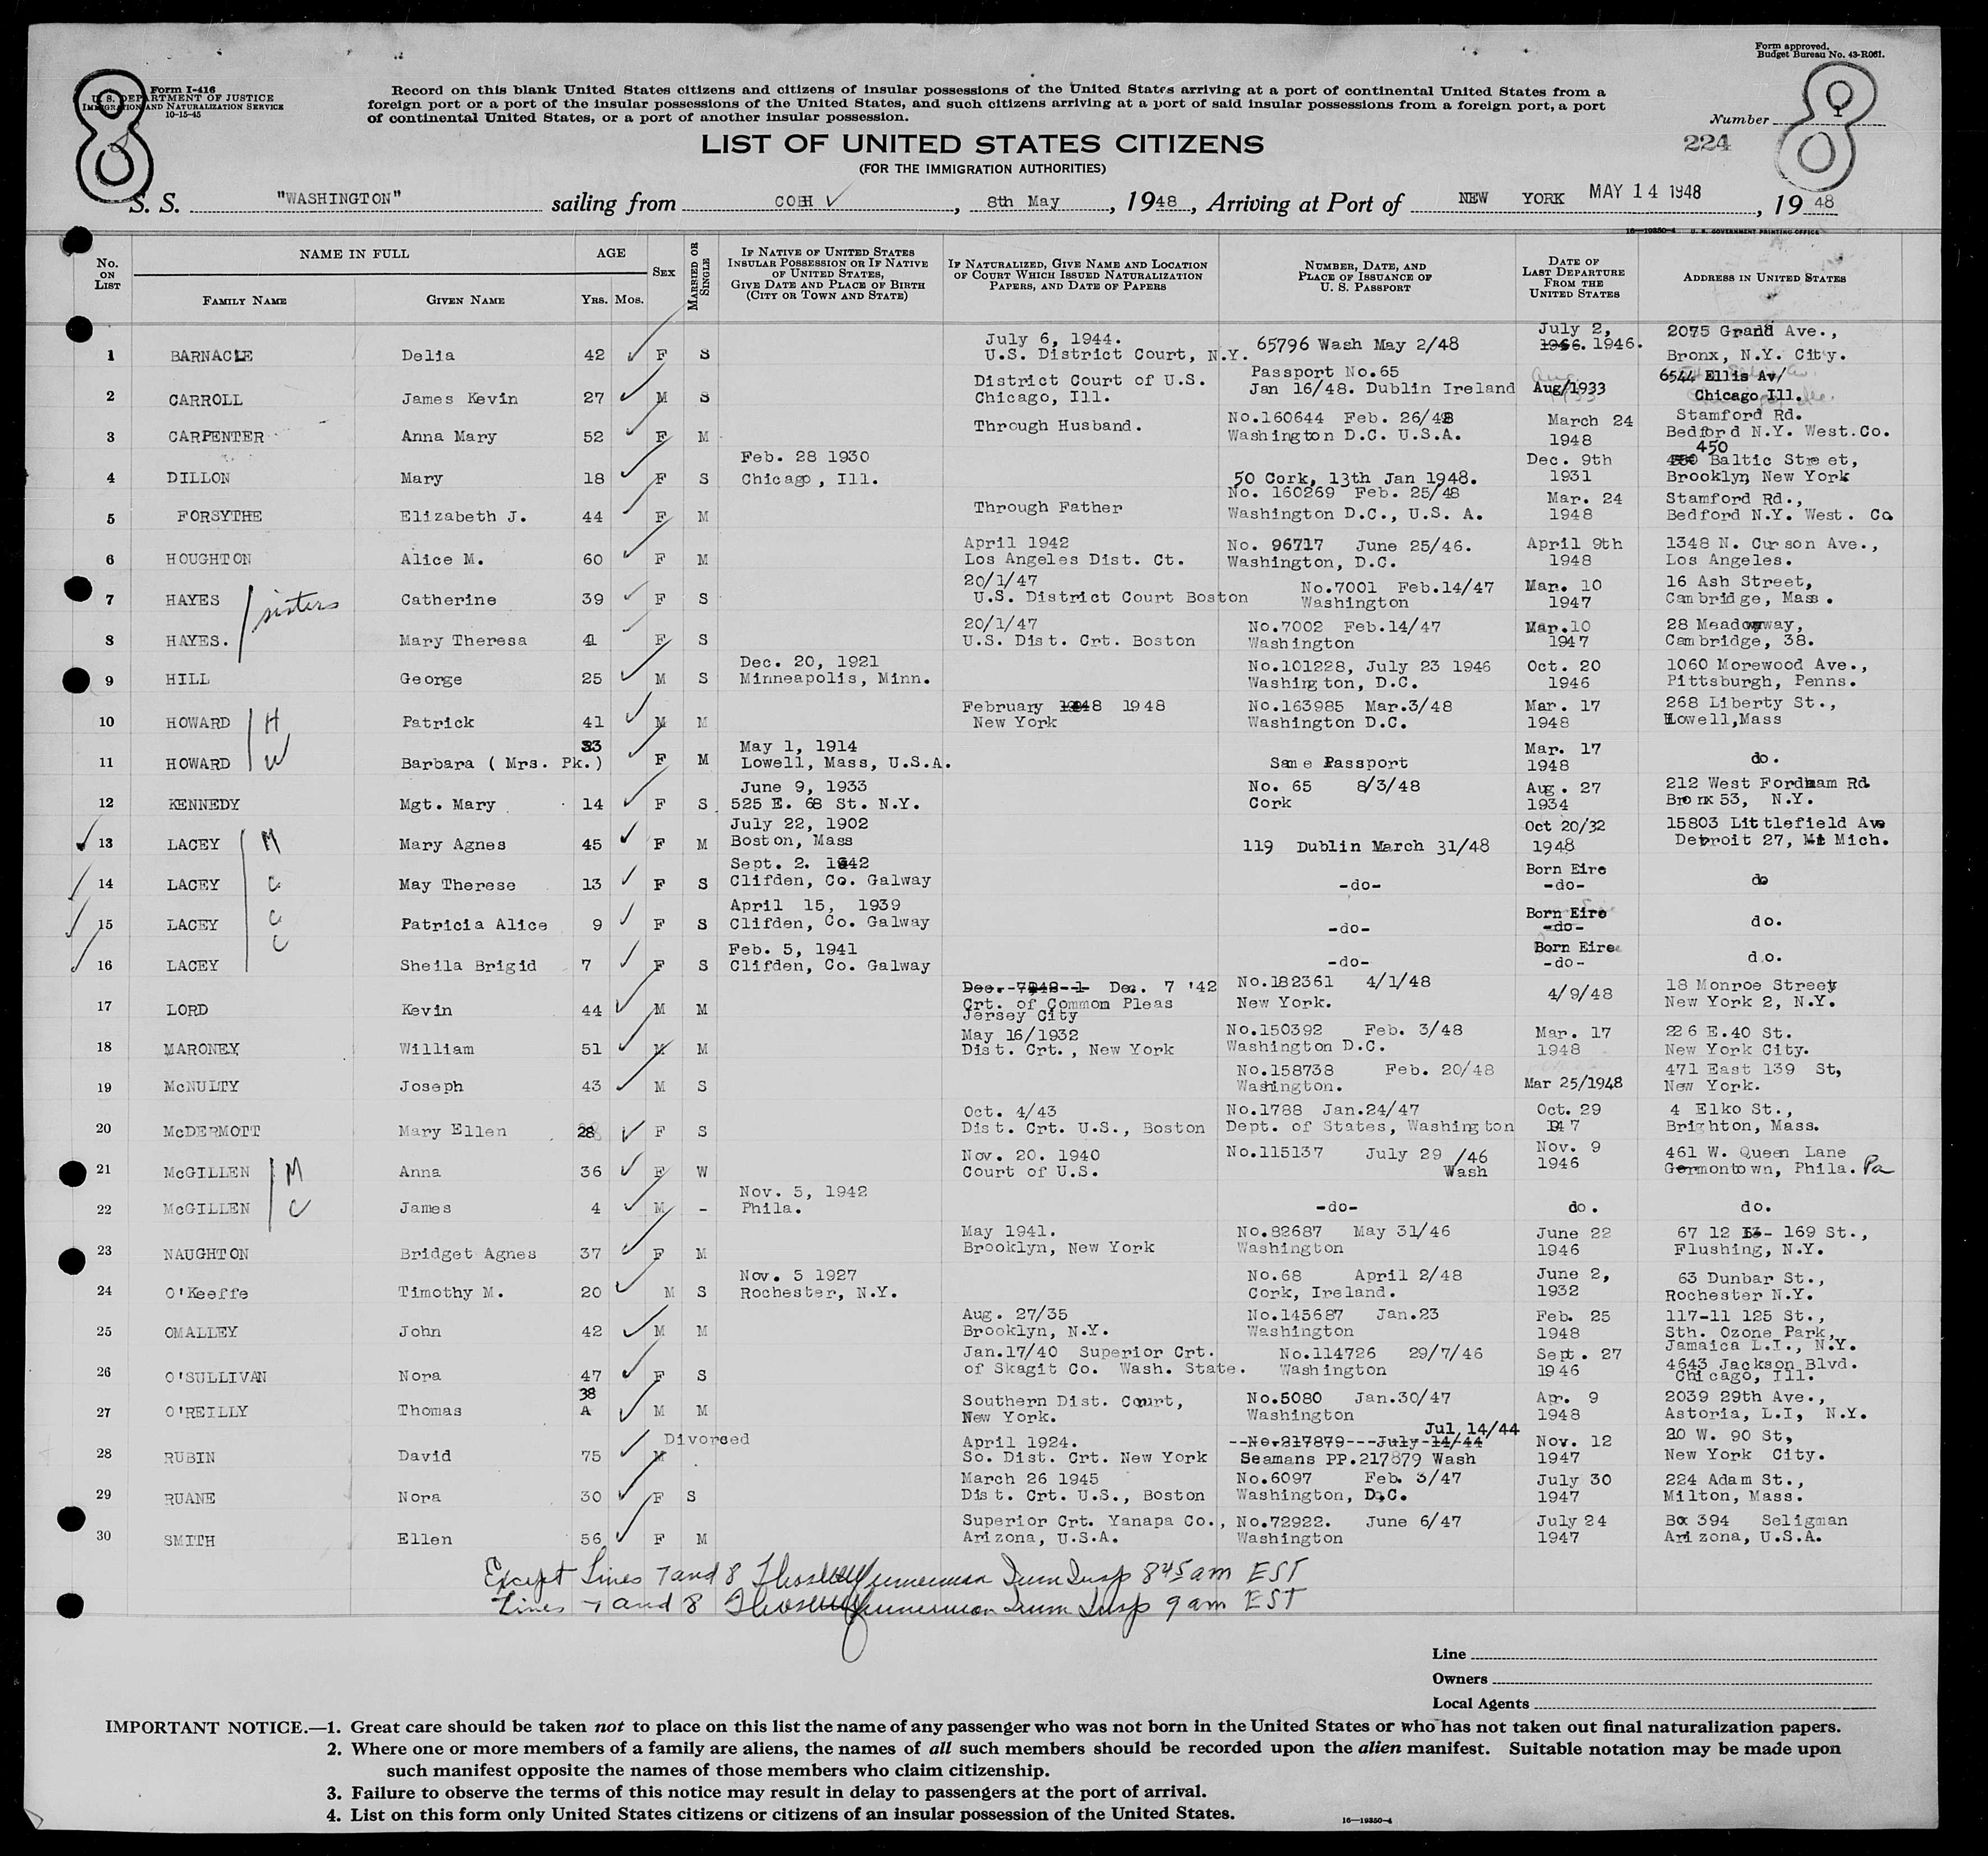 Form approved.
Budget Bureau No. 43-R061.
8
Form I-416
U. S. DEPARTMENT OF JUSTICE
IMMIGRATION AND NATURALIZATION SERVICE
10-15-45
Record on this blank United States citizens and citizens of insular possessions of the United States arriving at a port of continental United States from a
foreign port or a port of the insular possessions of the United States, and such citizens arriving at a port of said insular possessions from a foreign port, a port
of continental United States, or a port of another insular possession.
Number
8
LIST OF UNITED STATES CITIZENS
224
(FOR THE IMMIGRATION AUTHORITIES)
S. S. "WASHINGTON" sailing from COBH, 8th May, 1948, Arriving at Port of NEW YORK MAY 14 1948, 19 48
16—19350-4 U. S. GOVERNMENT PRINTING OFFICE
No. on List
NAME IN FULL
Family Name
Given Name
AGE
Yrs. Mos.
Sex
Married or Single
If Native of United States Insular Possession or if Native of United States, Give Date and Place of Birth (City or Town and State)
If Naturalized, Give Name and Location of Court Which Issued Naturalization Papers, and Date of Papers
Number, Date, and Place of Issuance of U. S. Passport
Date of Last Departure From the United States
Address in United States
1 BARNACLE Delia 42 F S July 6, 1944. U.S. District Court, N.Y. 65796 Wash May 2/48 July 2, 1946. 2075 Grand Ave., Bronx, N.Y. City.
2 CARROLL James Kevin 27 M S District Court of U.S. Chicago, Ill. Passport No.65 Jan 16/48. Dublin Ireland Aug/1933 6544 Ellis Av/ Chicago Ill.
3 CARPENTER Anna Mary 52 F M Through Husband. No.160644 Feb. 26/48 Washington D.C. U.S.A. March 24 1948 Stamford Rd. Bedford N.Y. West.Co.
4 DILLON Mary 18 F S Feb. 28 1930 Chicago, Ill. 50 Cork, 13th Jan 1948. Dec. 9th 1931 450 Baltic Street, Brooklyn, New York
5 FORSYTHE Elizabeth J. 44 F M Through Father No. 160269 Feb. 25/48 Washington D.C., U.S. A. Mar. 24 1948 Stamford Rd., Bedford N.Y. West. Co.
6 HOUGHTON Alice M. 60 F M April 1942 Los Angeles Dist. Ct. No. 96717 June 25/46. Washington, D.C. April 9th 1948 1348 N. Curson Ave., Los Angeles.
7 HAYES sisters Catherine 39 F S 20/1/47 U.S. District Court Boston No.7001 Feb.14/47 Washington Mar. 10 1947 16 Ash Street, Cambridge, Mass.
8 HAYES. Mary Theresa 41 F S 20/1/47 U.S. Dist. Crt. Boston No.7002 Feb.14/47 Washington Mar.10 1947 28 Meadowway, Cambridge, 38.
9 HILL George 25 M S Dec. 20, 1921 Minneapolis, Minn. No.101228, July 23 1946 Washington, D.C. Oct. 20 1946 1060 Morewood Ave., Pittsburgh, Penns.
10 HOWARD H Patrick 41 M M February 1948 1948 New York No.163985 Mar.3/48 Washington D.C. Mar. 17 1948 268 Liberty St., Lowell,Mass
11 HOWARD W Barbara ( Mrs. Pk.) 33 F M May 1, 1914 Lowell, Mass, U.S.A. Same Passport Mar. 17 1948 do.
12 KENNEDY Mgt. Mary 14 F S June 9, 1933 525 E. 68 St. N.Y. No. 65 8/3/48 Cork Aug. 27 1934 212 West Fordham Rd. Bronx 53, N.Y.
13 LACEY M Mary Agnes 45 F M July 22, 1902 Boston, Mass 119 Dublin March 31/48 Oct 20/32 1948 15803 Littlefield Ave Detroit 27, Mich.
14 LACEY C May Therese 13 F S Sept. 2. Clifden, Co. Galway -do- Born Eire -do- do
15 LACEY C Patricia Alice 9 F S April 15, 1939 Clifden, Co. Galway -do- Born Eire -do- do.
16 LACEY C Sheila Brigid 7 F S Feb. 5, 1941 Clifden, Co. Galway -do- Born Eire -do- do.
17 LORD Kevin 44 M M Dec. 7 '42 Crt. of Common Pleas Jersey City No.182361 4/1/48 New York. 4/9/48 18 Monroe Street New York 2, N.Y.
18 MARONEY William 51 M M May 16/1932 Dist. Crt., New York No.150392 Feb. 3/48 Washington D.C. Mar. 17 1948 226 E.40 St. New York City.
19 McNULTY Joseph 43 M S No.158738 Feb. 20/48 Washington. Mar 25/1948 471 East 139 St, New York.
20 McDERMOTT Mary Ellen 28 F S Oct. 4/43 Dist. Crt. U.S., Boston No.1788 Jan.24/47 Dept. of States, Washington Oct. 29 1947 4 Elko St., Brighton, Mass.
21 McGILLEN M Anna 36 F W Nov. 20. 1940 Court of U.S. No.115137 July 29 /46 Wash Nov. 9 1946 461 W. Queen Lane Germontown, Phila. Pa
22 McGILLEN C James 4 M - Nov. 5, 1942 Phila. -do- do. do.
23 NAUGHTON Bridget Agnes 37 F M May 1941. Brooklyn, New York No.82687 May 31/46 Washington June 22 1946 67 12 - 169 St., Flushing, N.Y.
24 O'Keeffe Timothy M. 20 M S Nov. 5 1927 Rochester, N.Y. No.68 April 2/48 Cork, Ireland. June 2, 1932 63 Dunbar St., Rochester N.Y.
25 OMALLEY John 42 M M Aug. 27/35 Brooklyn, N.Y. No.145687 Jan.23 Washington Feb. 25 1948 117-11 125 St., Sth. Ozone Park, Jamaica L.I., N.Y.
26 O'SULLIVAN Nora 47 F S Jan.17/40 Superior Crt. of Skagit Co. Wash. State. No.114726 29/7/46 Washington Sept. 27 1946 4643 Jackson Blvd. Chicago, Ill.
27 O'REILLY Thomas 38 M M Southern Dist. Court, New York. No.5080 Jan.30/47 Washington Apr. 9 1948 2039 29th Ave., Astoria, L.I, N.Y.
28 RUBIN David 75 M Divorced April 1924. So. Dist. Crt. New York --No.217879---July-14/44 Jul 14/44 Seamans PP.217879 Wash Nov. 12 1947 20 W. 90 St, New York City.
29 RUANE Nora 30 F S March 26 1945 Dist. Crt. U.S., Boston No.6097 Feb. 3/47 Washington, D.C. July 30 1947 224 Adam St., Milton, Mass.
30 SMITH Ellen 56 F M Superior Crt. Yanapa Co., Arizona, U.S.A. No.72922. June 6/47 Washington July 24 1947 Box 394 Seligman Arizona, U.S.A.
Except Lines 7 and 8 Imm Insp 845 am EST
Lines 7 and 8 Imm Insp 9 am EST
Line
Owners
Local Agents
IMPORTANT NOTICE.—1. Great care should be taken not to place on this list the name of any passenger who was not born in the United States or who has not taken out final naturalization papers.
2. Where one or more members of a family are aliens, the names of all such members should be recorded upon the alien manifest. Suitable notation may be made upon
such manifest opposite the names of those members who claim citizenship.
3. Failure to observe the terms of this notice may result in delay to passengers at the port of arrival.
4. List on this form only United States citizens or citizens of an insular possession of the United States.
16—19350-4